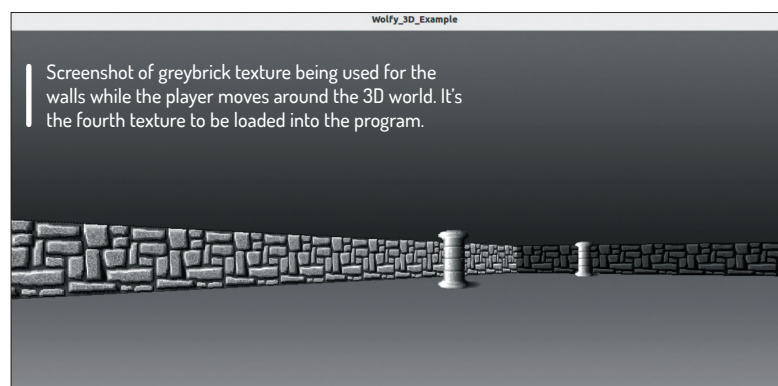 Wolfy_3D_Example
Screenshot of greybrick texture being used for the
walls while the player moves around the 3D world. It's
the fourth texture to be loaded into the program.